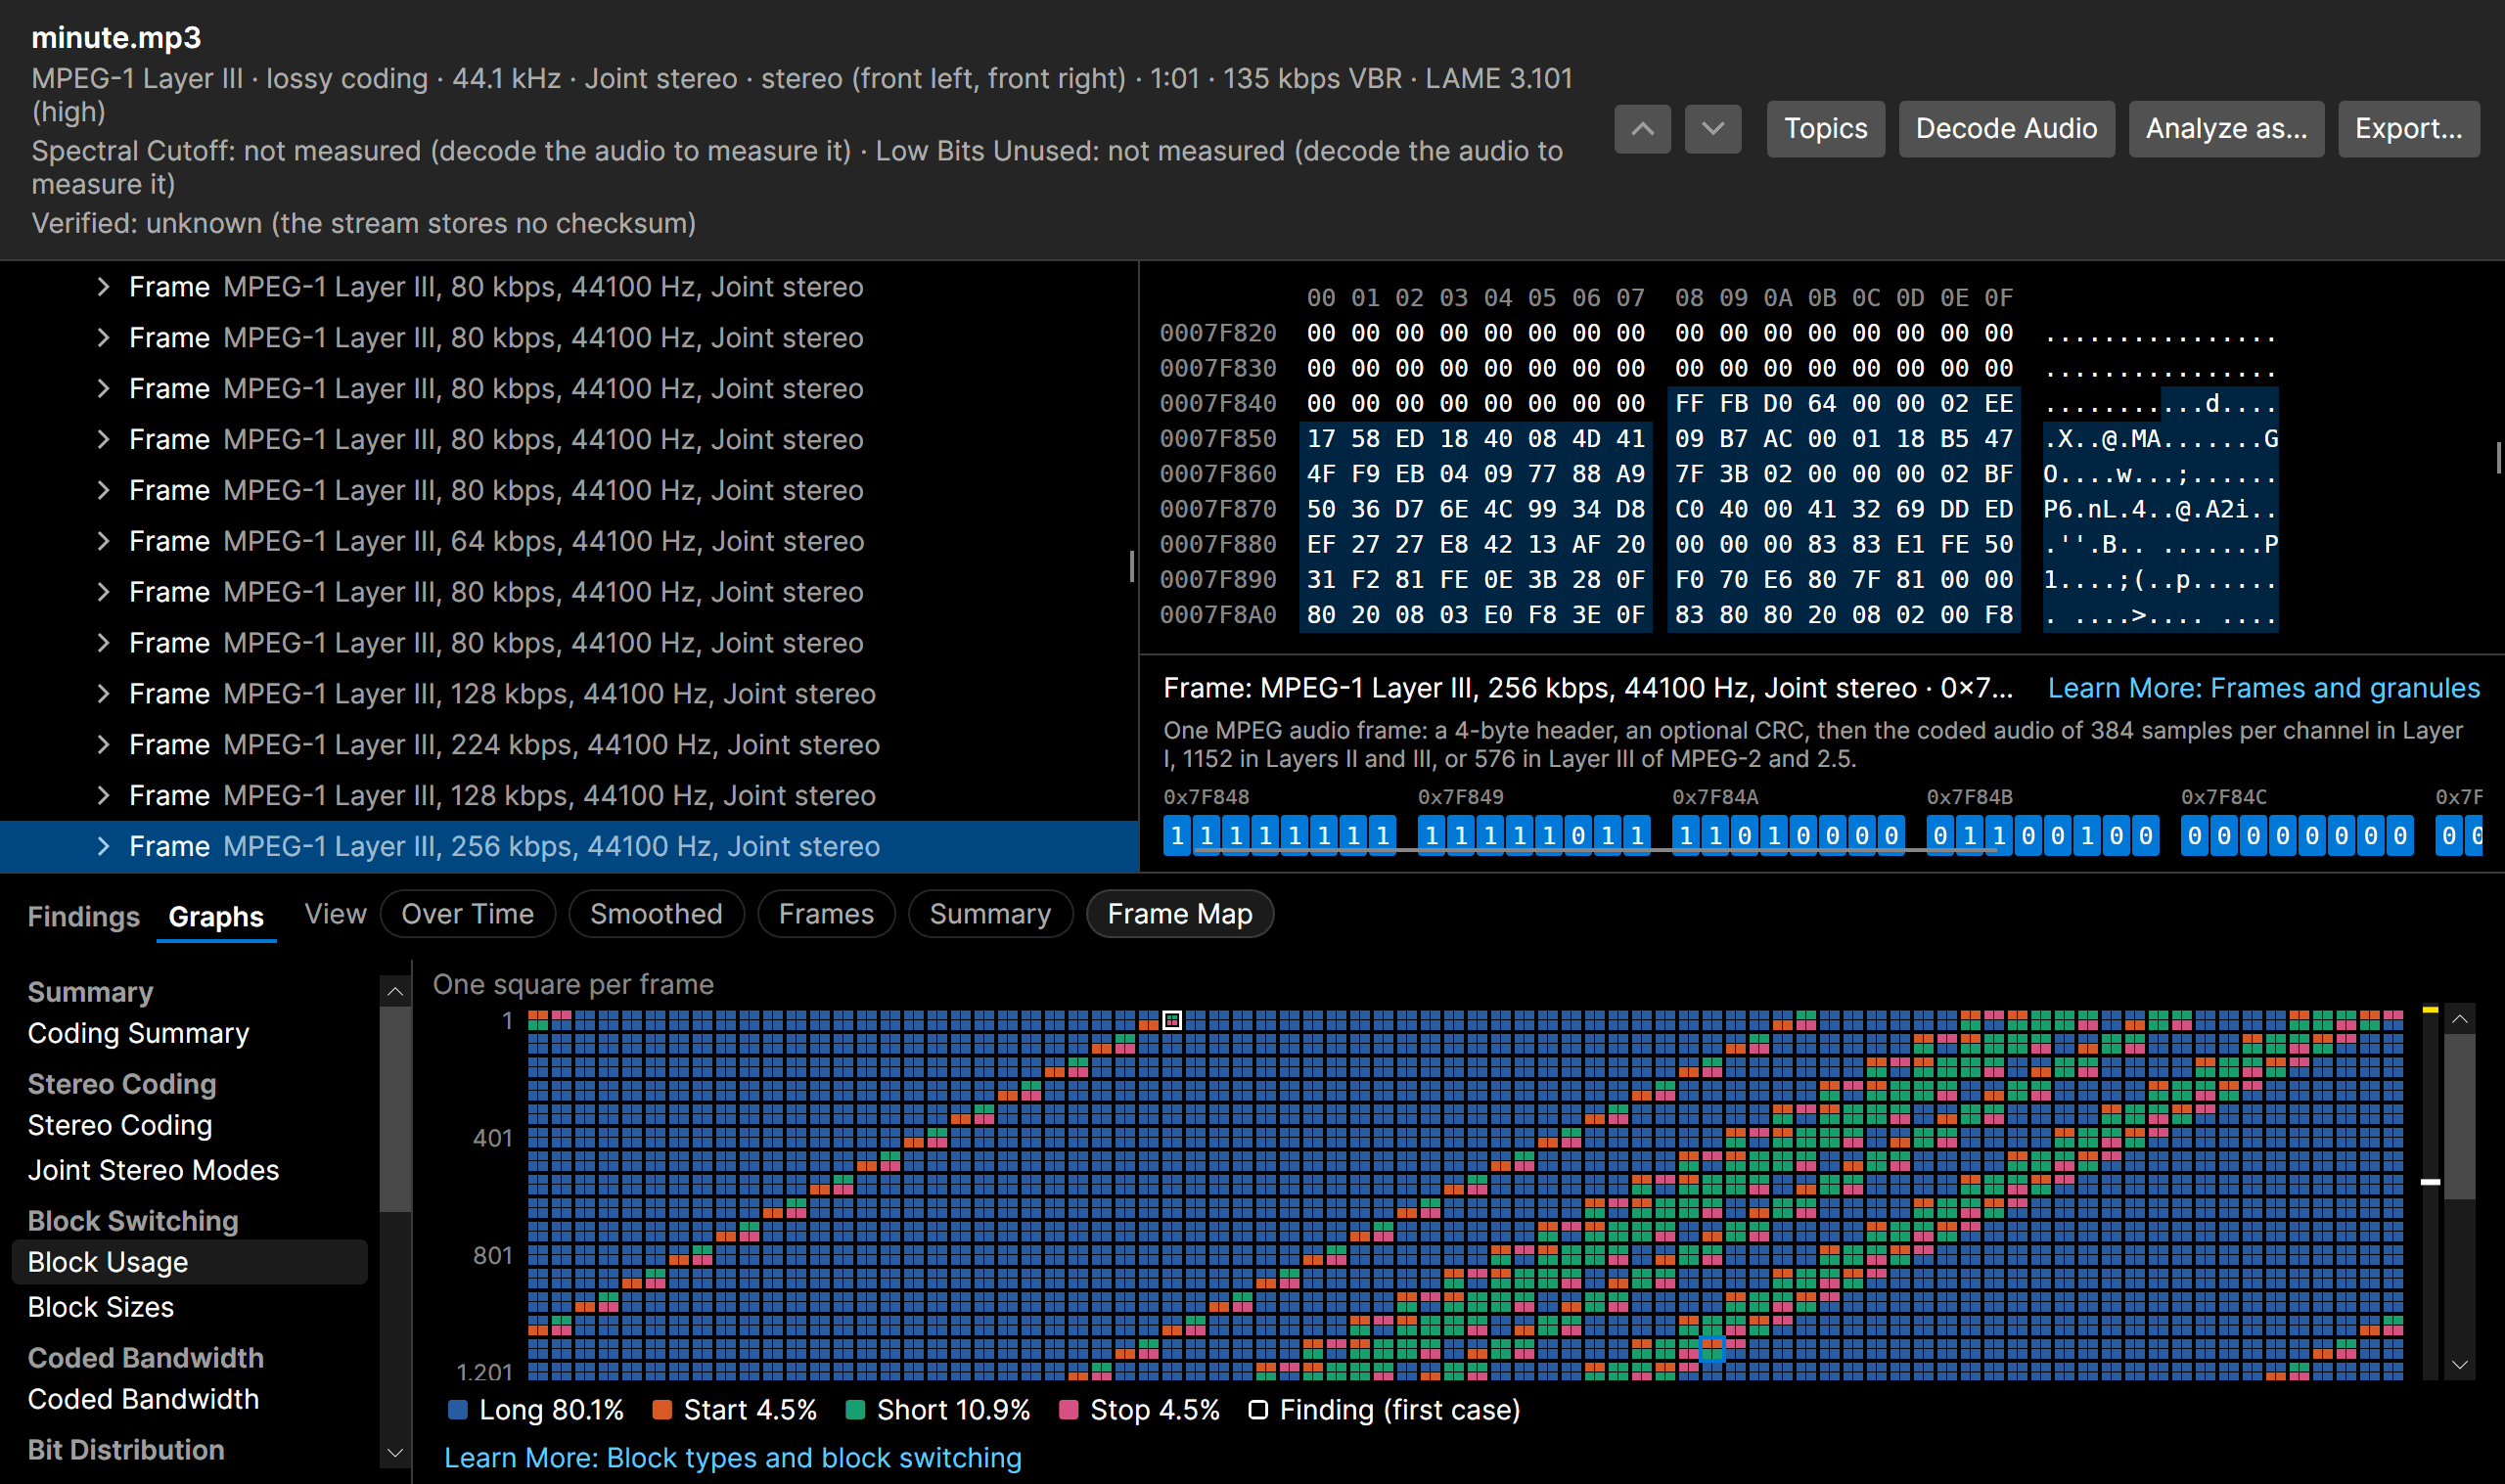 minute.mp3
MPEG-1 Layer III · lossy coding · 44.1 kHz · Joint stereo · stereo (front left, front right) · 1:01 · 135 kbps VBR · LAME 3.101
(high)
Spectral Cutoff: not measured (decode the audio to measure it) · Low Bits Unused: not measured (decode the audio to
measure it)
Verified: unknown (the stream stores no checksum)
Topics
Decode Audio
Analyze as...
Export...
Frame MPEG-1 Layer III, 80 kbps, 44100 Hz, Joint stereo
Frame MPEG-1 Layer III, 80 kbps, 44100 Hz, Joint stereo
Frame MPEG-1 Layer III, 80 kbps, 44100 Hz, Joint stereo
Frame MPEG-1 Layer III, 80 kbps, 44100 Hz, Joint stereo
Frame MPEG-1 Layer III, 80 kbps, 44100 Hz, Joint stereo
Frame MPEG-1 Layer III, 64 kbps, 44100 Hz, Joint stereo
Frame MPEG-1 Layer III, 80 kbps, 44100 Hz, Joint stereo
Frame MPEG-1 Layer III, 80 kbps, 44100 Hz, Joint stereo
Frame MPEG-1 Layer III, 128 kbps, 44100 Hz, Joint stereo
Frame MPEG-1 Layer III, 224 kbps, 44100 Hz, Joint stereo
Frame MPEG-1 Layer III, 128 kbps, 44100 Hz, Joint stereo
Frame MPEG-1 Layer III, 256 kbps, 44100 Hz, Joint stereo
00 01 02 03 04 05 06 07 08 09 0A 0B 0C 0D 0E 0F
0007F820 00 00 00 00 00 00 00 00 00 00 00 00 00 00 00 00 ................
0007F830 00 00 00 00 00 00 00 00 00 00 00 00 00 00 00 00 ................
0007F840 00 00 00 00 00 00 00 00 FF FB D0 64 00 00 02 EE ...........d....
0007F850 17 58 ED 18 40 08 4D 41 09 B7 AC 00 01 18 B5 47 .X..@.MA.......G
0007F860 4F F9 EB 04 09 77 88 A9 7F 3B 02 00 00 00 02 BF O....w...;......
0007F870 50 36 D7 6E 4C 99 34 D8 C0 40 00 41 32 69 DD ED P6.nL.4..@.A2i..
0007F880 EF 27 27 E8 42 13 AF 20 00 00 00 83 83 E1 FE 50 .''.B.. .......P
0007F890 31 F2 81 FE 0E 3B 28 0F F0 70 E6 80 7F 81 00 00 1....;(..p......
0007F8A0 80 20 08 03 E0 F8 3E 0F 83 80 80 20 08 02 00 F8 . ....>.... ....
Frame: MPEG-1 Layer III, 256 kbps, 44100 Hz, Joint stereo · 0×7...
Learn More: Frames and granules
One MPEG audio frame: a 4-byte header, an optional CRC, then the coded audio of 384 samples per channel in Layer
I, 1152 in Layers II and III, or 576 in Layer III of MPEG-2 and 2.5.
0x7F848 0x7F849 0x7F84A 0x7F84B 0x7F84C 0x7F
1 1 1 1 1 1 1 1 1 1 1 1 1 0 1 1 1 1 0 1 0 0 0 0 0 1 1 0 0 1 0 0 0 0 0 0 0 0 0 0 0 0
Findings
Graphs
View
Over Time
Smoothed
Frames
Summary
Frame Map
Summary
Coding Summary
Stereo Coding
Stereo Coding
Joint Stereo Modes
Block Switching
Block Usage
Block Sizes
Coded Bandwidth
Coded Bandwidth
Bit Distribution
One square per frame
1
401
801
1.201
Long 80.1%
Start 4.5%
Short 10.9%
Stop 4.5%
Finding (first case)
Learn More: Block types and block switching